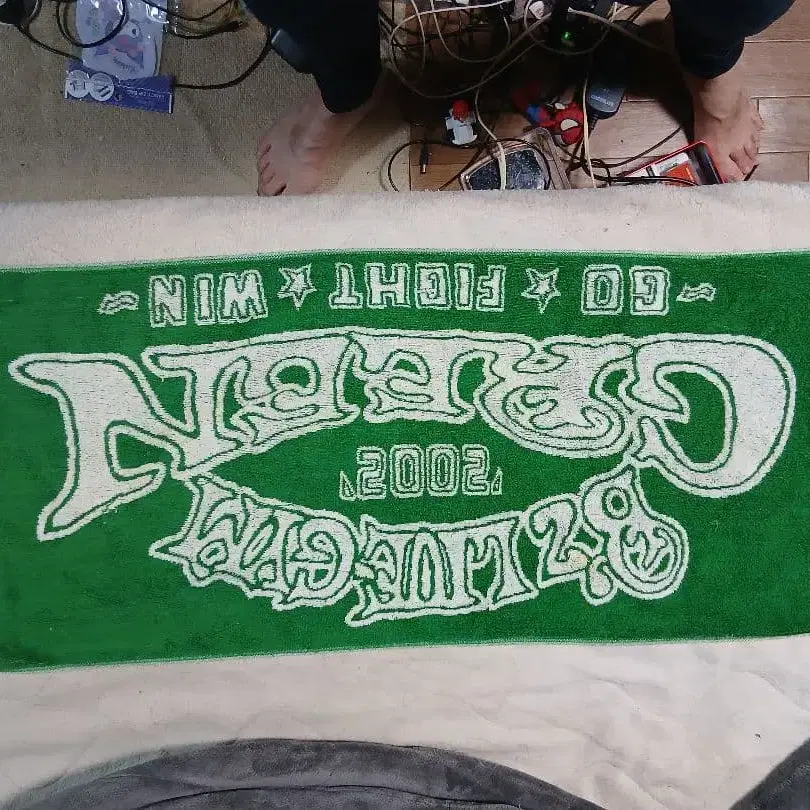 B'z LIVE-GYM
'2002'
GREEN
~GO★FIGHT★WIN~